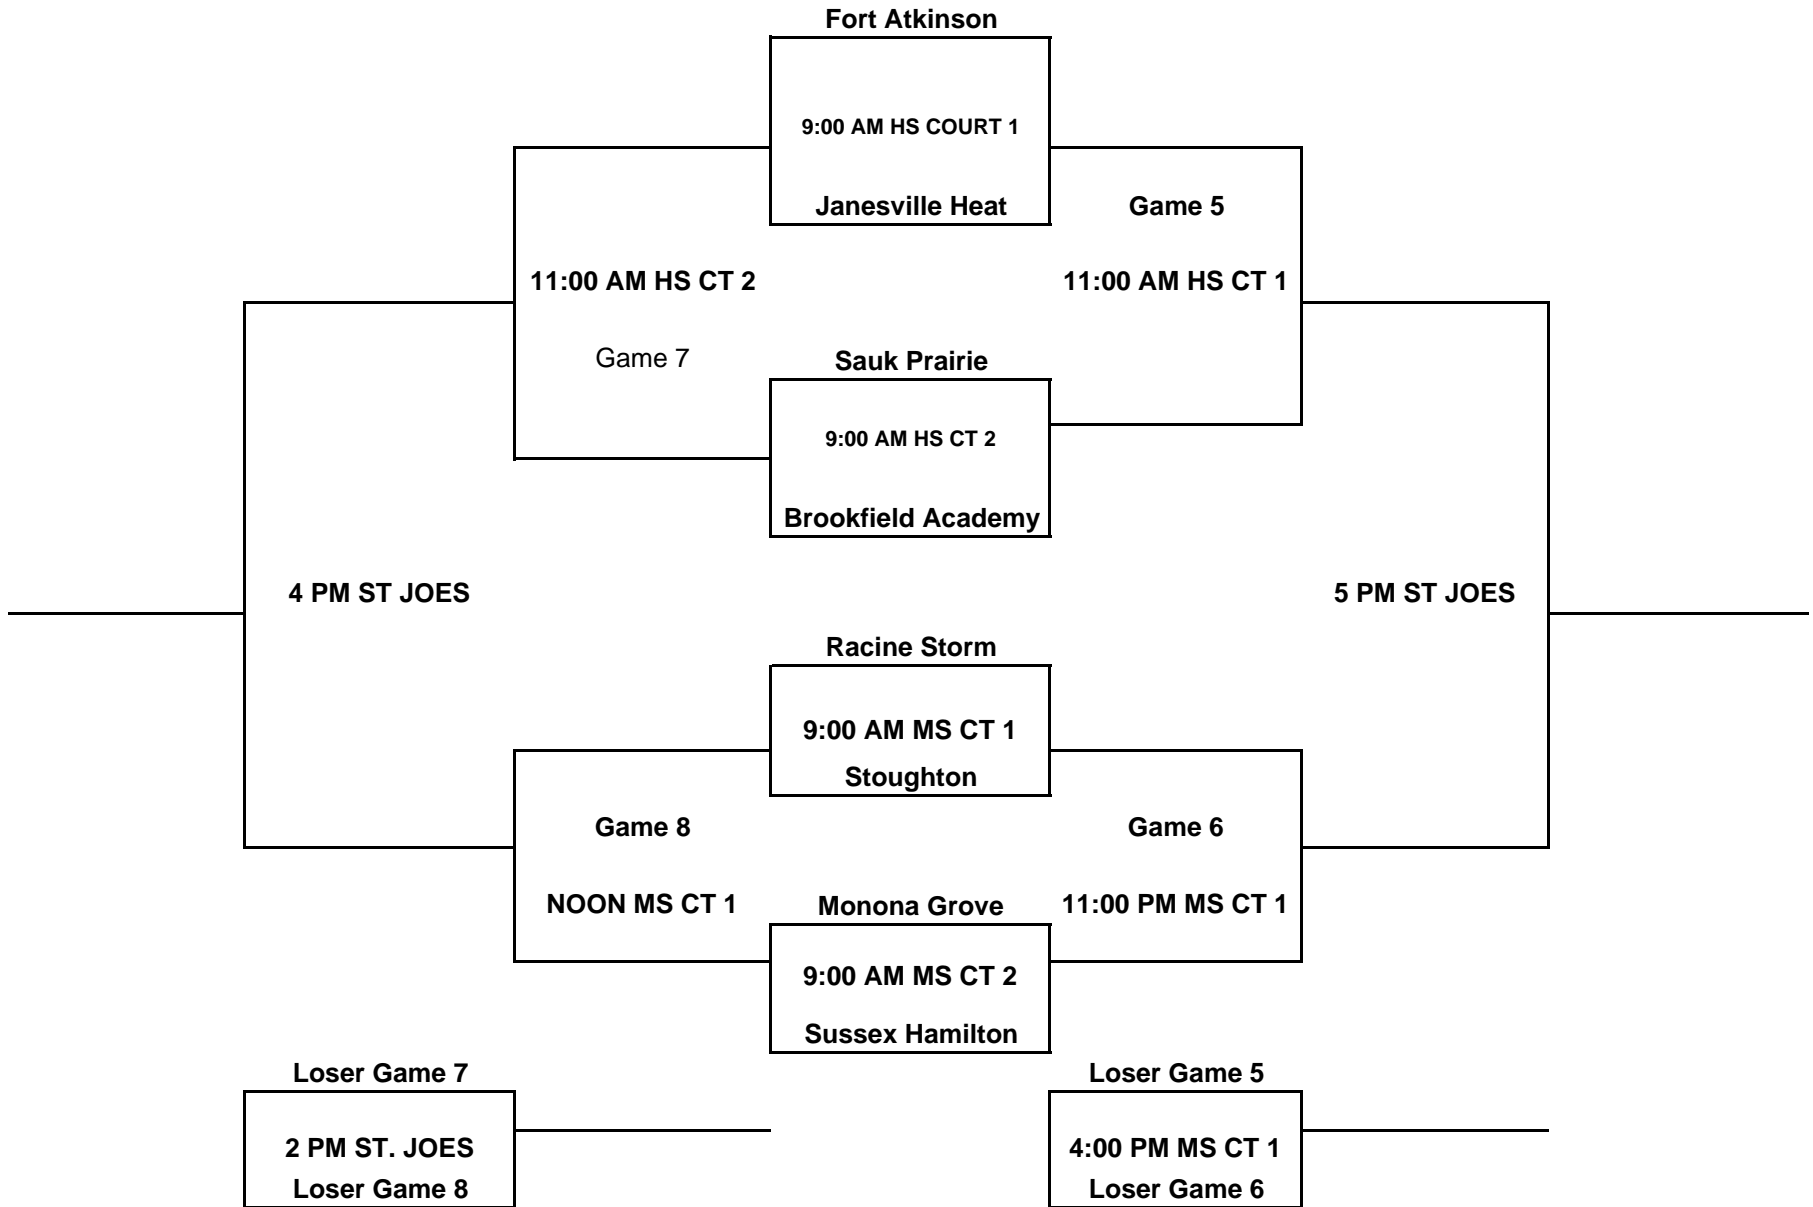 Fort Atkinson
9:00 AM HS COURT 1
Janesville Heat
Game 5
11:00 AM HS CT 2
11:00 AM HS CT 1
Game 7
Sauk Prairie
9:00 AM HS CT 2
Brookfield Academy
4 PM ST JOES
5 PM ST JOES
Racine Storm
9:00 AM MS CT 1
Stoughton
Game 8
Game 6
NOON MS CT 1
Monona Grove
11:00 PM MS CT 1
9:00 AM MS CT 2
Sussex Hamilton
Loser Game 7
Loser Game 5
2 PM ST. JOES
4:00 PM MS CT 1
Loser Game 8
Loser Game 6